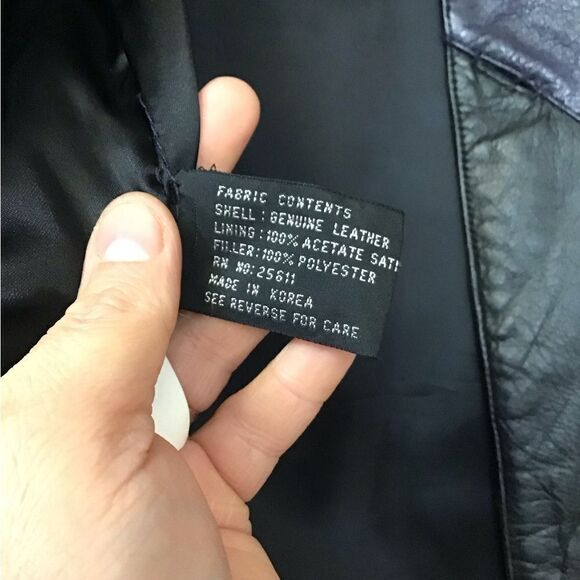 FABRIC CONTENTS
SHELL : GENUINE LEATHER
LINING : 100% ACETATE SATI
FILLER: 100% POLYESTER
RN NO: 25611
MADE IN KOREA
SEE REVERSE FOR CARE